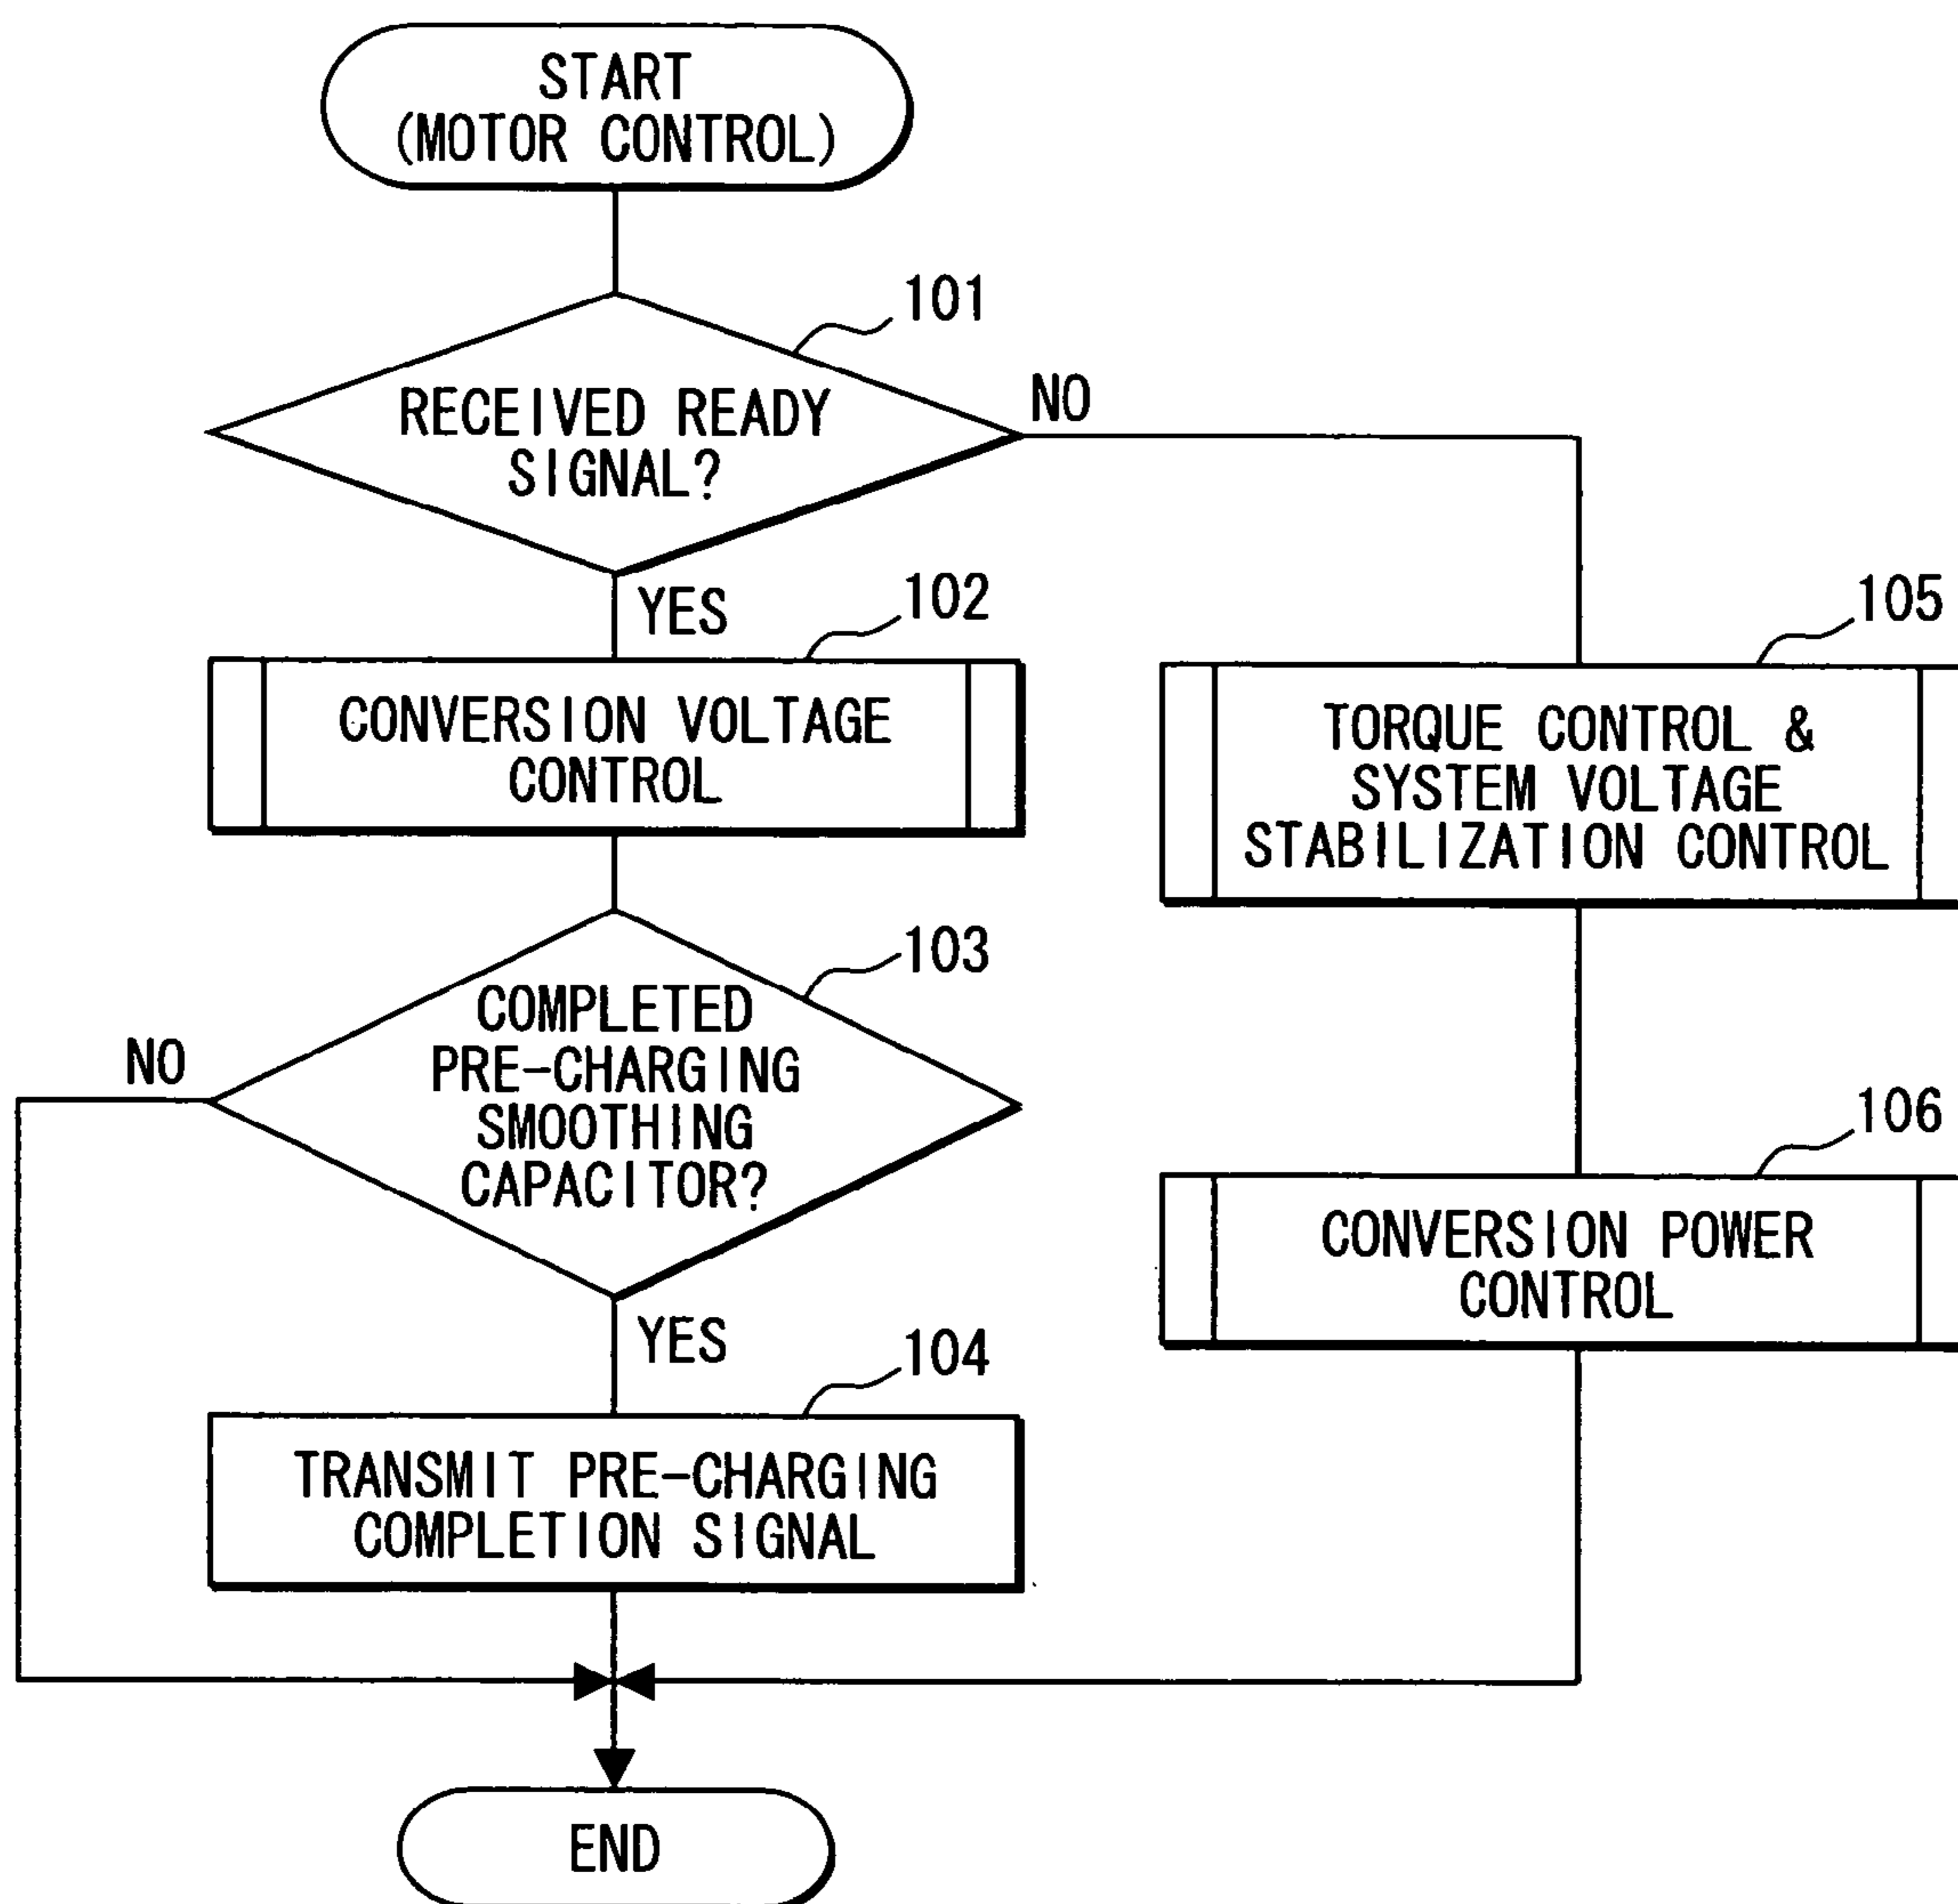 START
(MOTOR CONTROL)
101
RECEIVED READY
SIGNAL?
NO
YES
102
CONVERSION VOLTAGE
CONTROL
103
COMPLETED
PRE-CHARGING
SMOOTHING
CAPACITOR?
NO
YES
104
TRANSMIT PRE-CHARGING
COMPLETION SIGNAL
105
TORQUE CONTROL &
SYSTEM VOLTAGE
STABILIZATION CONTROL
106
CONVERSION POWER
CONTROL
END